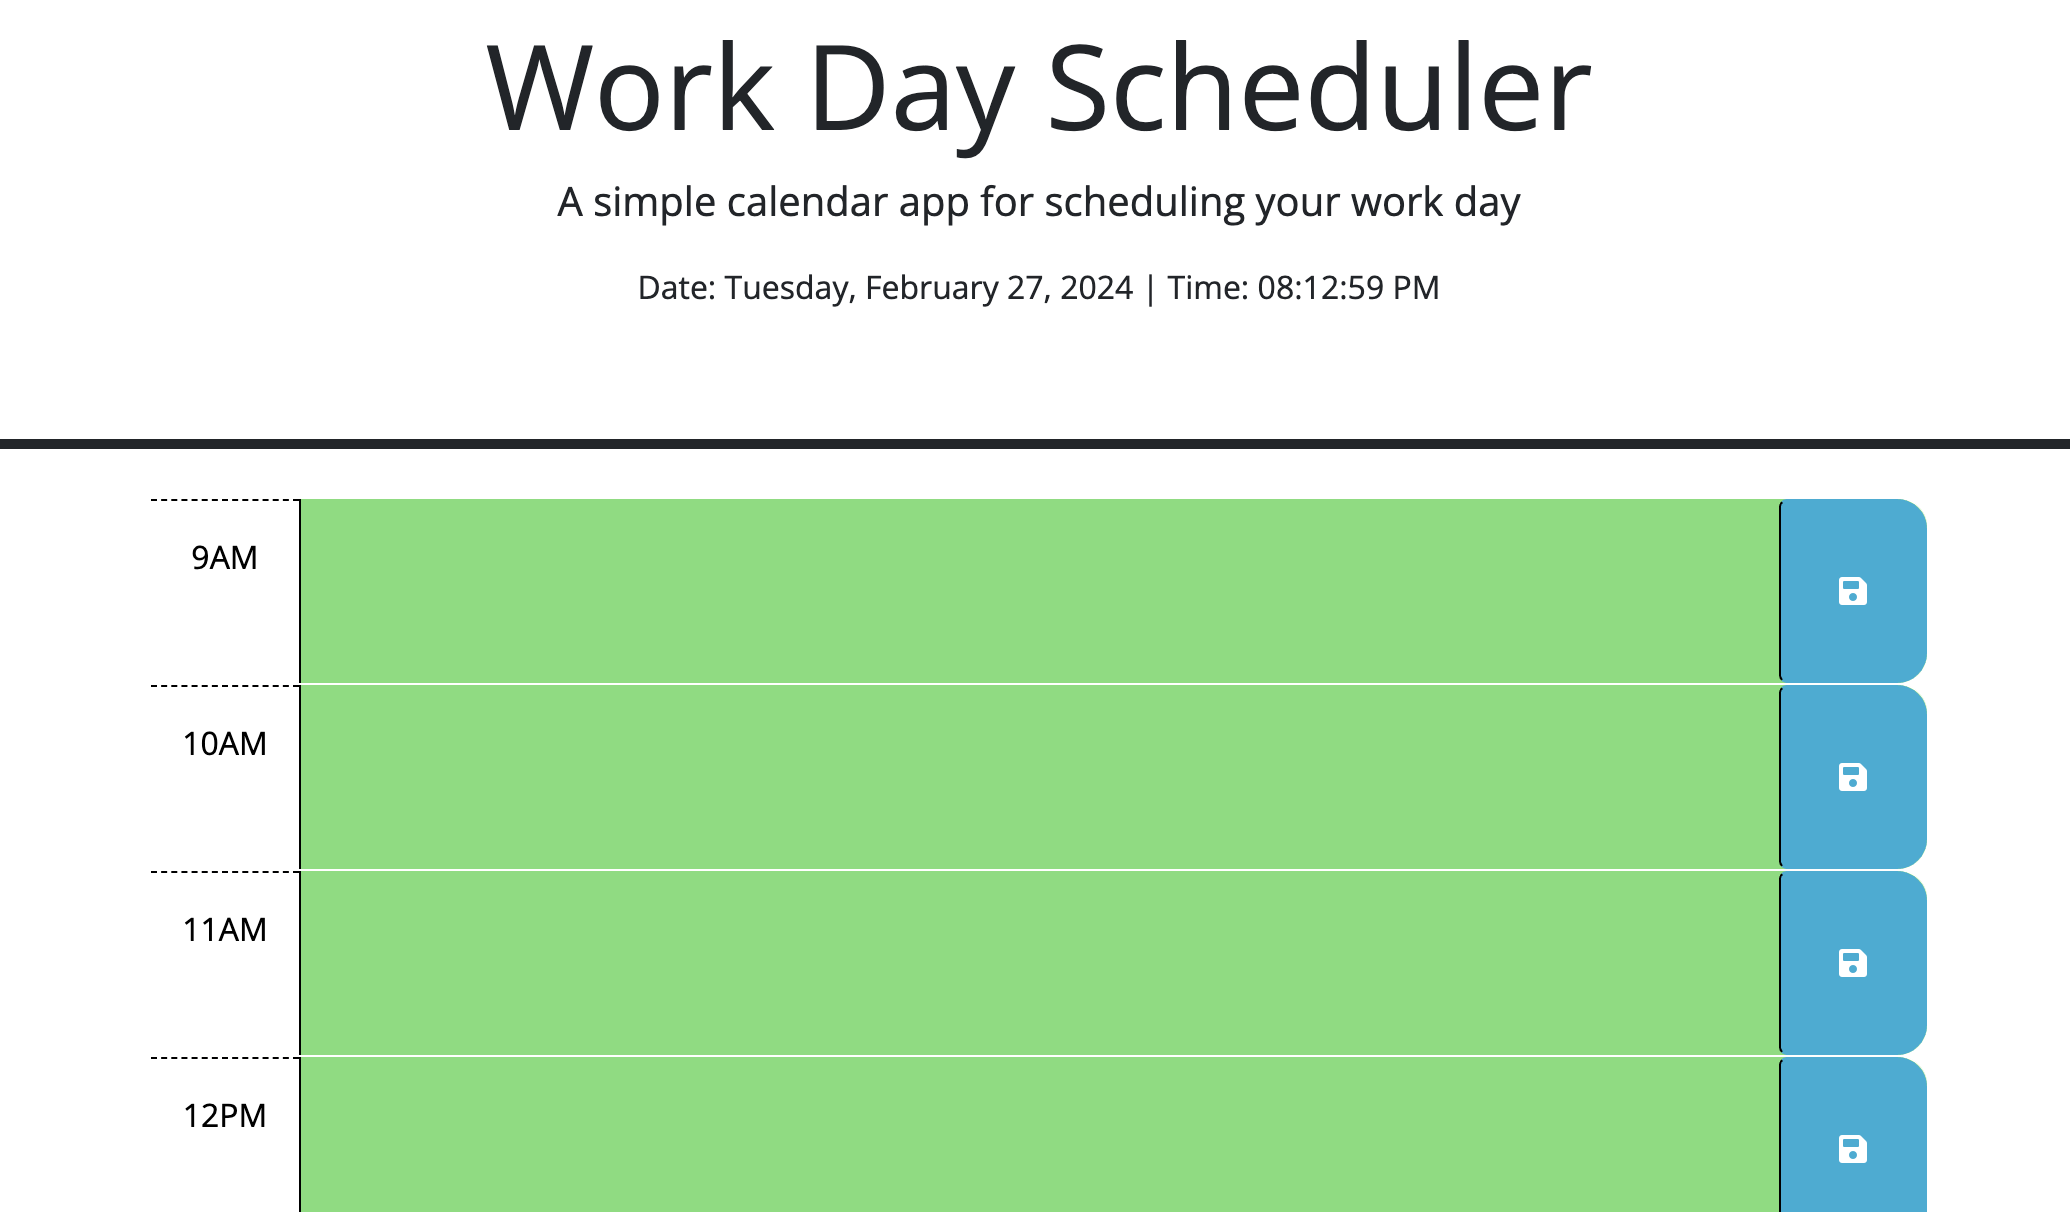 Work Day Scheduler
A simple calendar app for scheduling your work day
Date: Tuesday, February 27, 2024 | Time: 08:12:59 PM
9AM
10AM
11AM
12PM